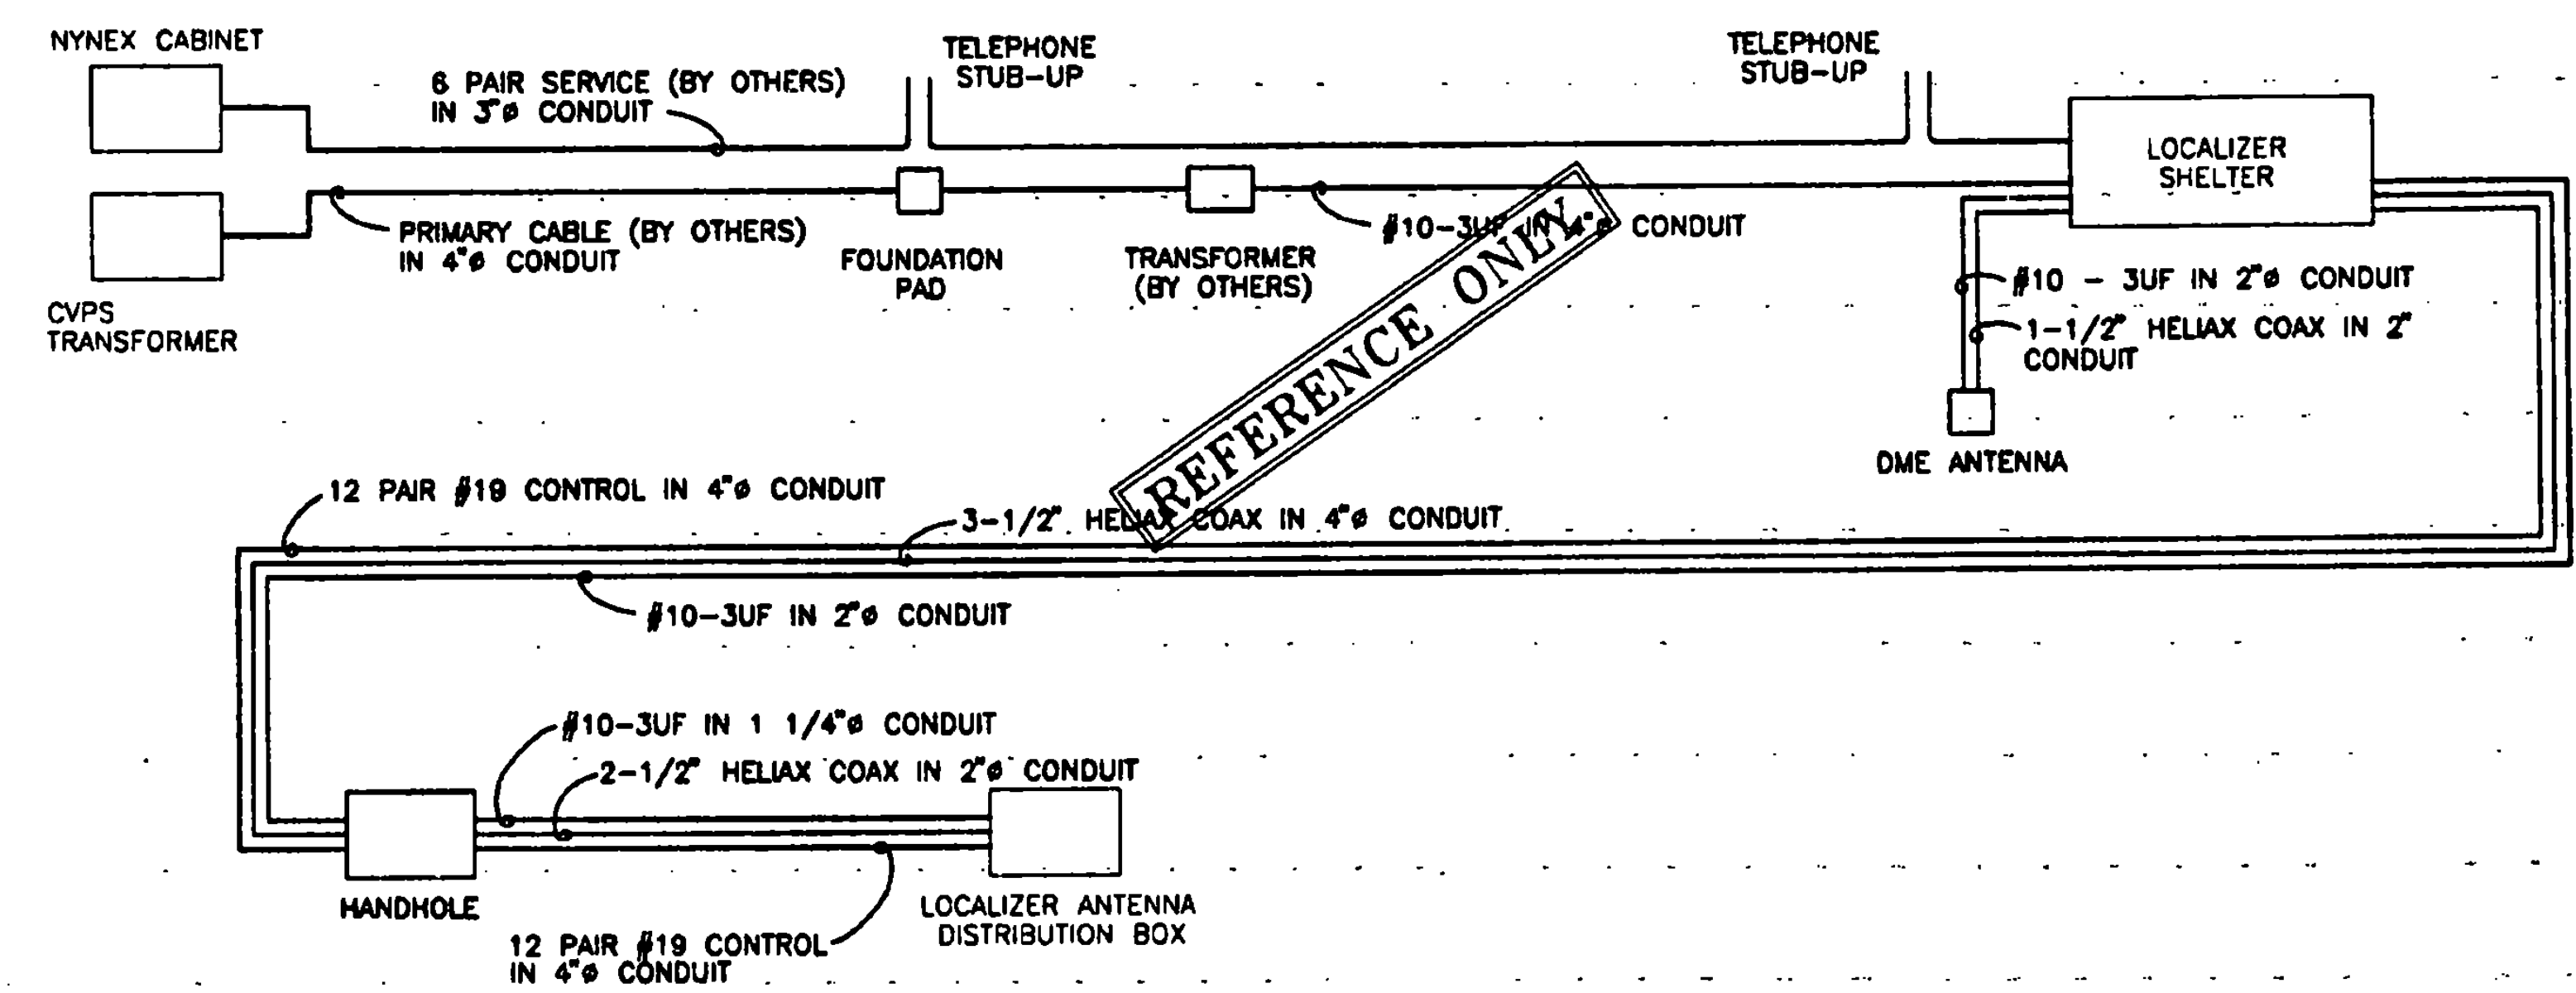 NYNEX CABINET
6 PAIR SERVICE (BY OTHERS)
IN 3"ø CONDUIT
TELEPHONE
STUB-UP
TELEPHONE
STUB-UP
LOCALIZER
SHELTER
PRIMARY CABLE (BY OTHERS)
IN 4"ø CONDUIT
CVPS
TRANSFORMER
FOUNDATION
PAD
TRANSFORMER
(BY OTHERS)
#10-3UF IN 4"ø CONDUIT
REFERENCE ONLY
#10 - 3UF IN 2"ø CONDUIT
1-1/2" HELIAX COAX IN 2"
CONDUIT
DME ANTENNA
12 PAIR #19 CONTROL IN 4"ø CONDUIT
3-1/2" HELIAX COAX IN 4"ø CONDUIT
#10-3UF IN 2"ø CONDUIT
#10-3UF IN 1 1/4"ø CONDUIT
2-1/2" HELIAX COAX IN 2"ø CONDUIT
HANDHOLE
LOCALIZER ANTENNA
DISTRIBUTION BOX
12 PAIR #19 CONTROL
IN 4"ø CONDUIT